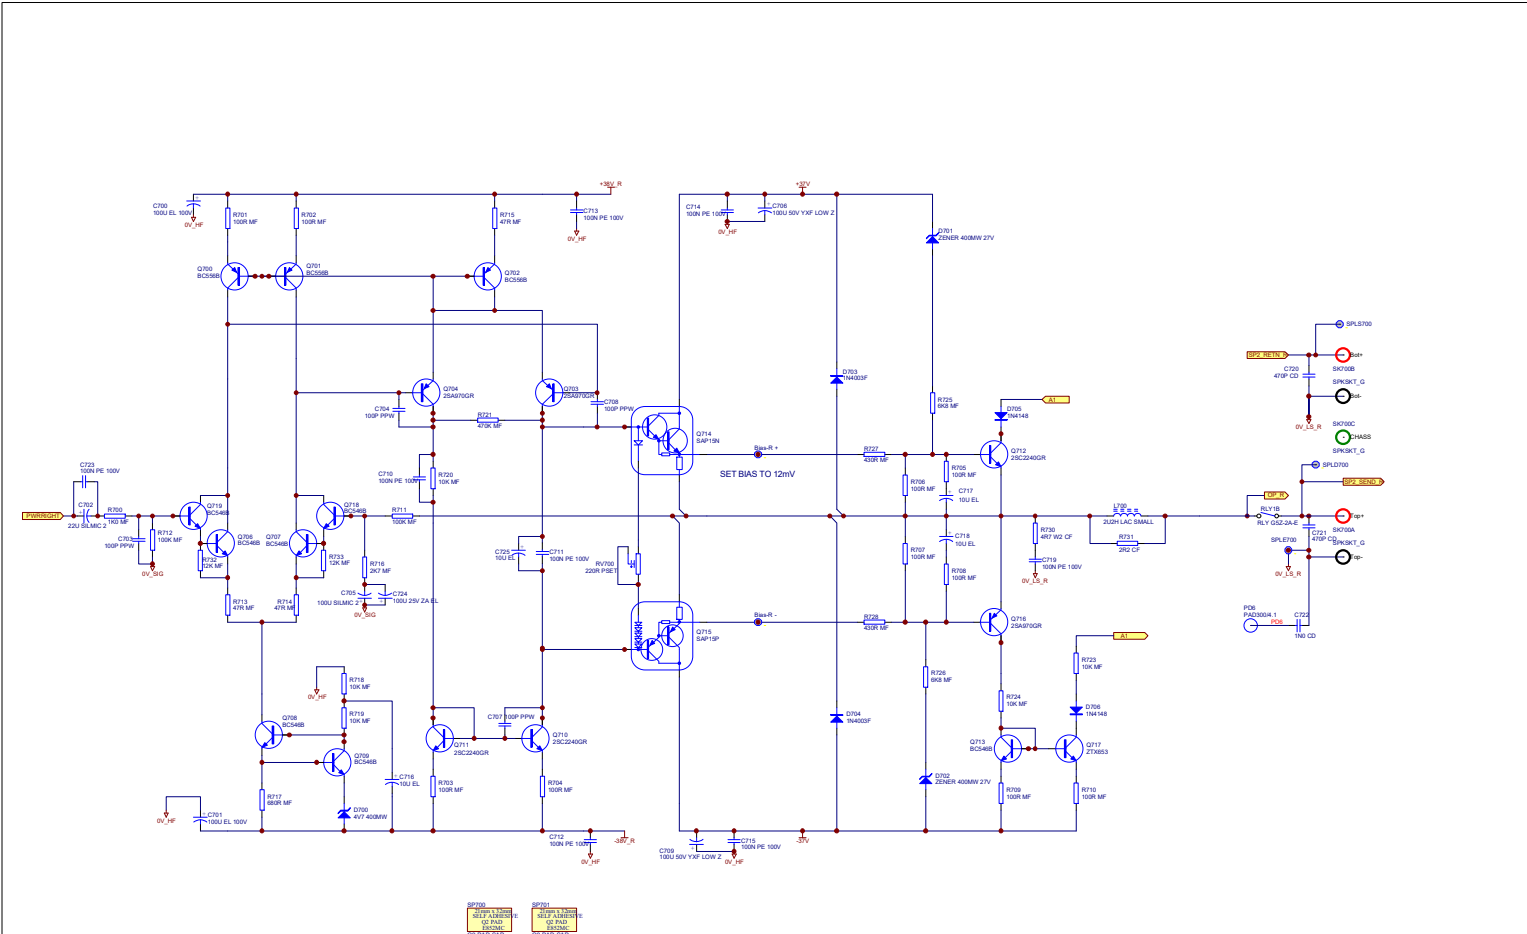 +38V_R
+37V
C700
100U EL 100V
0V_HF
R701
100R MF
R702
100R MF
R715
47R MF
C713
100N PE 100V
0V_HF
C714
100N PE 100V
0V_HF
C706
100U 50V YXF LOW Z
D701
ZENER 400MW 27V
Q700
BC556B
Q701
BC556B
Q702
BC556B
SPLS700
SP2_RETN_R
Bot+
SK700B
C720
470P CD
SPKSKT_G
Bot-
0V_LS_R
SK700C
CHASS
SPKSKT_G
D703
1N4003F
Q704
2SA970GR
Q703
2SA970GR
C704
100P PPW
R721
470K MF
C708
100P PPW
R725
6K8 MF
D705
1N4148
A1
Q714
SAP15N
Bias-R +
SET BIAS TO 12mV
R727
430R MF
Q712
2SC2240GR
R705
100R MF
R706
100R MF
C717
10U EL
SPLD700
SP2_SEND_R
OP_R
C723
100N PE 100V
C710
100N PE 100V
R720
10K MF
PWRRIGHT
C702
22U SILMIC 2
R700
1K0 MF
C703
100P PPW
R712
100K MF
0V_SIG
Q719
BC546B
Q718
BC546B
R711
100K MF
Q706
BC546B
Q707
BC546B
R732
12K MF
R733
12K MF
R716
2K7 MF
C725
10U EL
C711
100N PE 100V
RV700
220R PSET
R707
100R MF
C718
10U EL
R708
100R MF
R730
4R7 W2 CF
C719
100N PE 100V
0V_LS_R
L700
2U2H LAC SMALL
R731
2R2 CF
RLY1B
RLY G5Z-2A-E
Top+
SK700A
C721
470P CD
SPKSKT_G
SPLE700
Top-
0V_LS_R
R713
47R MF
R714
47R MF
C705
100U SILMIC 2
C724
100U 25V ZA EL
0V_SIG
Q715
SAP15P
Bias-R -
R728
430R MF
Q716
2SA970GR
PD6
PAD300/4.1
PD6
C722
1N0 CD
A1
R718
10K MF
0V_HF
R719
10K MF
R726
6K8 MF
R723
10K MF
R724
10K MF
D706
1N4148
Q708
BC546B
Q709
BC546B
C707 100P PPW
Q711
2SC2240GR
Q710
2SC2240GR
D704
1N4003F
Q713
BC546B
Q717
ZTX653
R717
680R MF
C716
10U EL
R703
100R MF
R704
100R MF
D702
ZENER 400MW 27V
R709
100R MF
R710
100R MF
0V_HF
C701
100U EL 100V
D700
4V7 400MW
C712
100N PE 100V
0V_HF
-38V_R
C709
100U 50V YXF LOW Z
C715
100N PE 100V
0V_HF
-37V
SP700
21mm x 32mm
SELF ADHESIVE
Q2 PAD
E852MC
SP701
21mm x 32mm
SELF ADHESIVE
Q2 PAD
E852MC